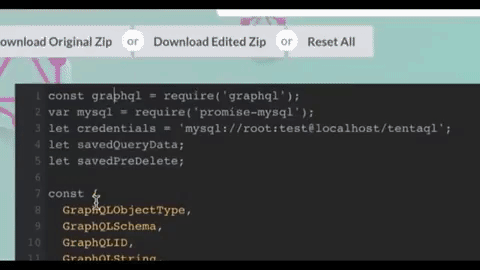 ownload Original Zip or Download Edited Zip or Reset All
1 const graphql = require('graphql');
2 var mysql = require('promise-mysql');
3 let credentials = 'mysql://root:test@localhost/tentaql';
4 let savedQueryData;
5 let savedPreDelete;
6
7 const {
8 GraphQLObjectType,
9 GraphQLSchema,
10 GraphQLID,
11 GraphQLString,